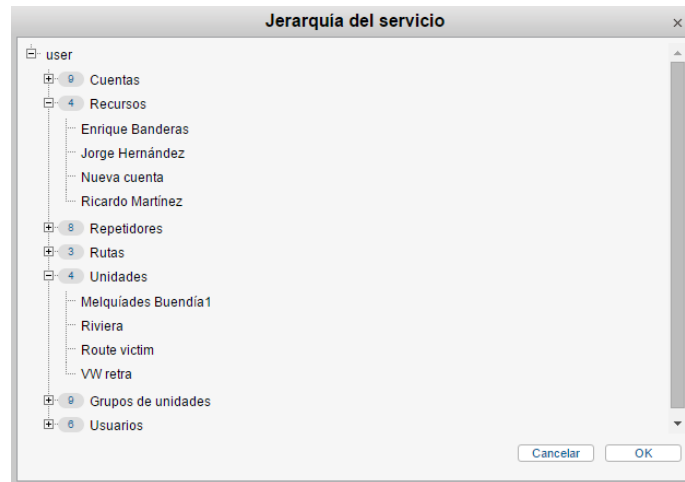 Jerarquía del servicio
user
9 Cuentas
4 Recursos
Enrique Banderas
Jorge Hernández
Nueva cuenta
Ricardo Martínez
8 Repetidores
3 Rutas
4 Unidades
Melquíades Buendía1
Riviera
Route victim
VW retra
9 Grupos de unidades
6 Usuarios
Cancelar OK